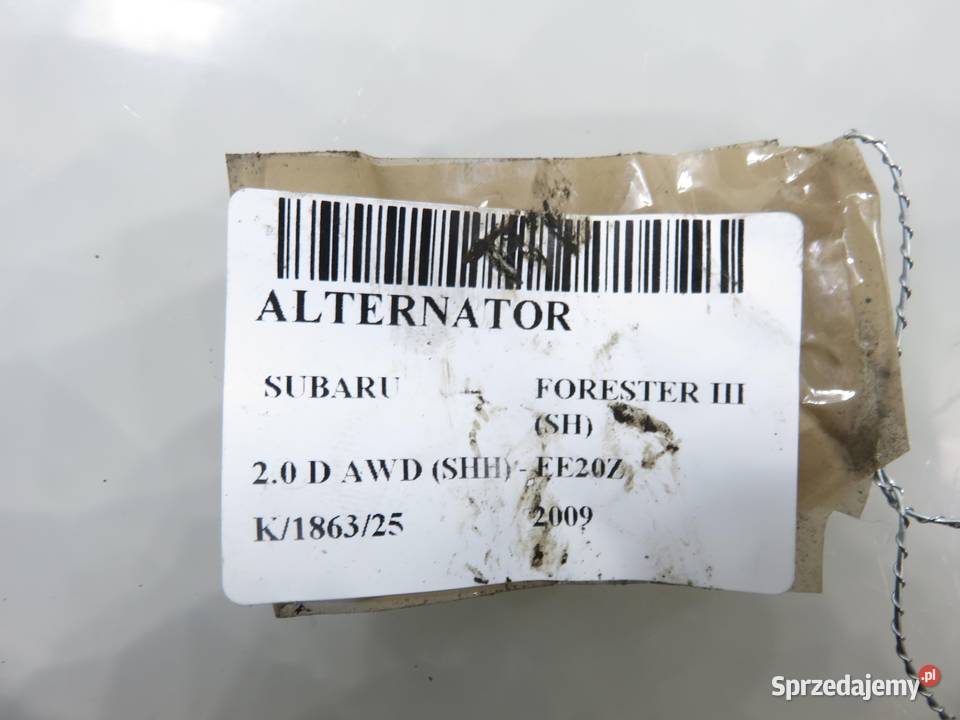 ALTERNATOR
SUBARU FORESTER III
(SH)
2.0 D AWD (SHH) - EE20Z
K/1863/25 2009
Sprzedajemy.pl